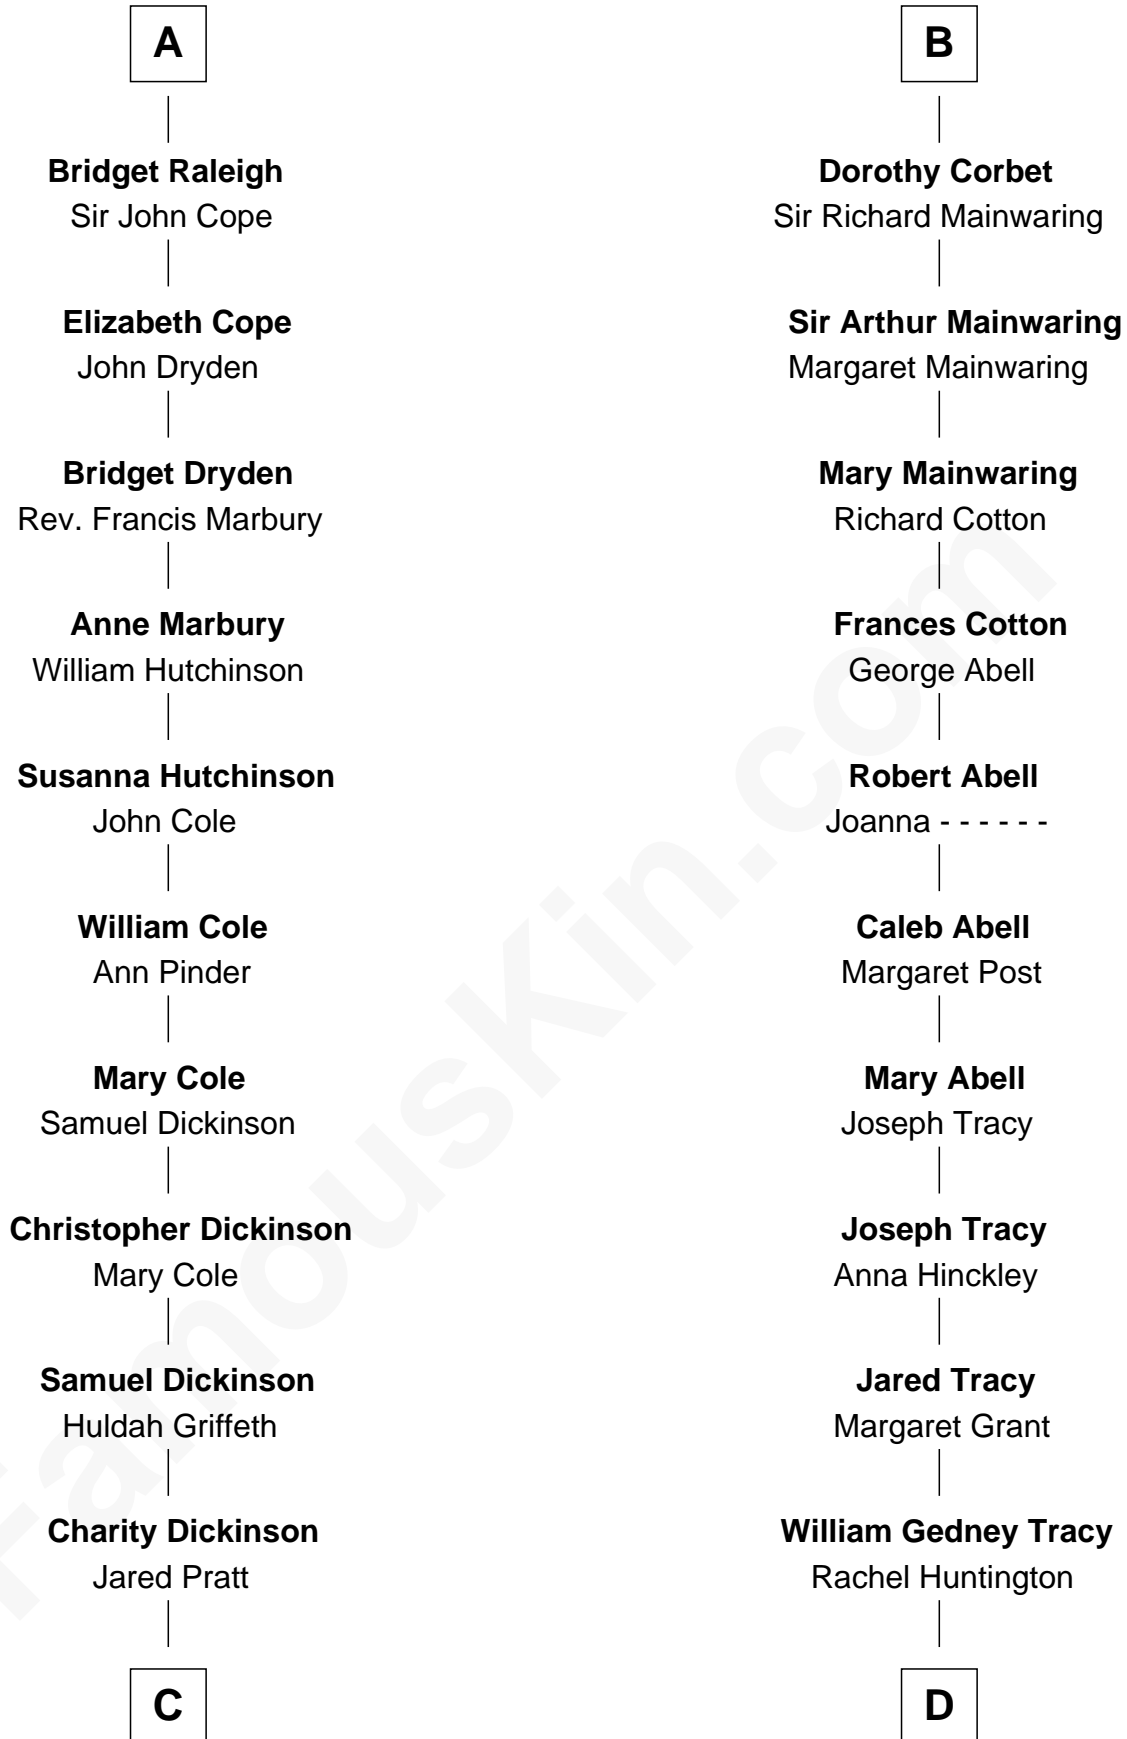 A
Bridget Raleigh
Sir John Cope
Elizabeth Cope
John Dryden
Bridget Dryden
Rev. Francis Marbury
Anne Marbury
William Hutchinson
Susanna Hutchinson
John Cole
William Cole
Ann Pinder
Mary Cole
Samuel Dickinson
Christopher Dickinson
Mary Cole
Samuel Dickinson
Huldah Griffeth
Charity Dickinson
Jared Pratt
C
B
Dorothy Corbet
Sir Richard Mainwaring
Sir Arthur Mainwaring
Margaret Mainwaring
Mary Mainwaring
Richard Cotton
Frances Cotton
George Abell
Robert Abell
Joanna - - - - - -
Caleb Abell
Margaret Post
Mary Abell
Joseph Tracy
Joseph Tracy
Anna Hinckley
Jared Tracy
Margaret Grant
William Gedney Tracy
Rachel Huntington
D
FamousKin.com